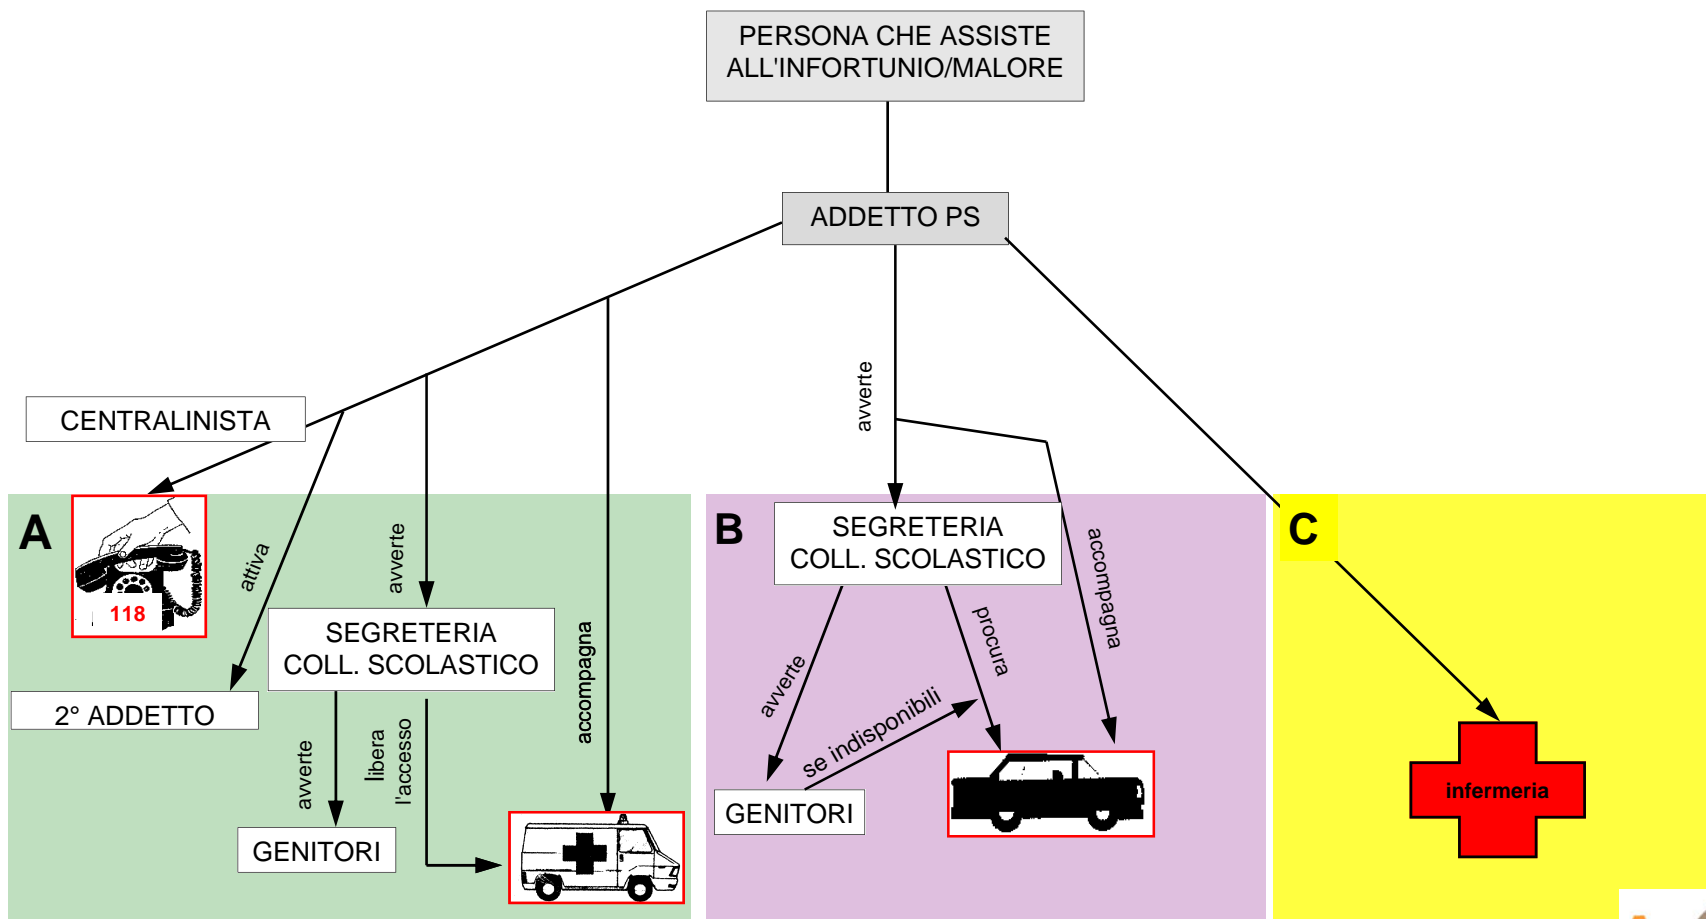 PERSONA CHE ASSISTE
ALL'INFORTUNIO/MALORE
ADDETTO PS
CENTRALINISTA
A
118
attiva
2° ADDETTO
avverte
SEGRETERIA
COLL. SCOLASTICO
avverte
libera
l'accesso
GENITORI
accompagna
avverte
B
SEGRETERIA
COLL. SCOLASTICO
avverte
procura
accompagna
se indisponibili
GENITORI
C
infermeria